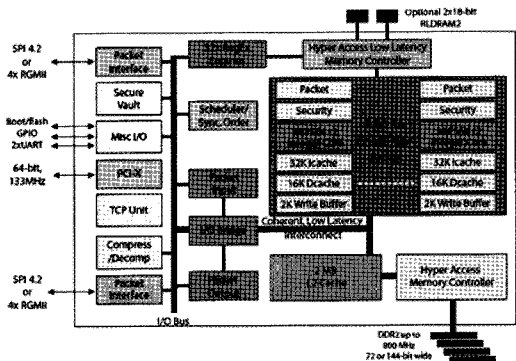 Optional 2x18-bit
RLDRAM2
SPI 4.2
or
4x RGMII
Packet
Interface
Hyper Access Low Latency
Memory Controller
Secure
Vault
Scheduler/
Sync. Order
Packet
Security
32K Icache
16K Dcache
2K Write Buffer
Packet
Security
32K Icache
16K Dcache
2K Write Buffer
Boot/flash
GPIO
2xUART
Misc I/O
64-bit,
133MHz
PCI-X
TCP Unit
Compress
/Decomp
Coherent, Low Latency
Interconnect
SPI 4.2
or
4x RGMII
Packet
Interface
2 MB
L2 Cache
Hyper Access
Memory Controller
I/O Bus
DDR2 up to
800 MHz
72 or 144-bit wide